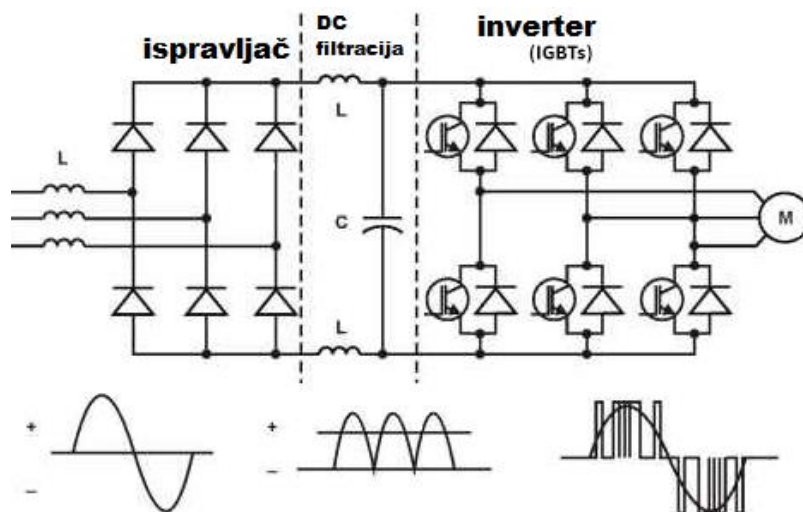 ispravljač
DC
filtracija
inverter
(IGBTs)
L
L
C
M
L
+
−
+
−